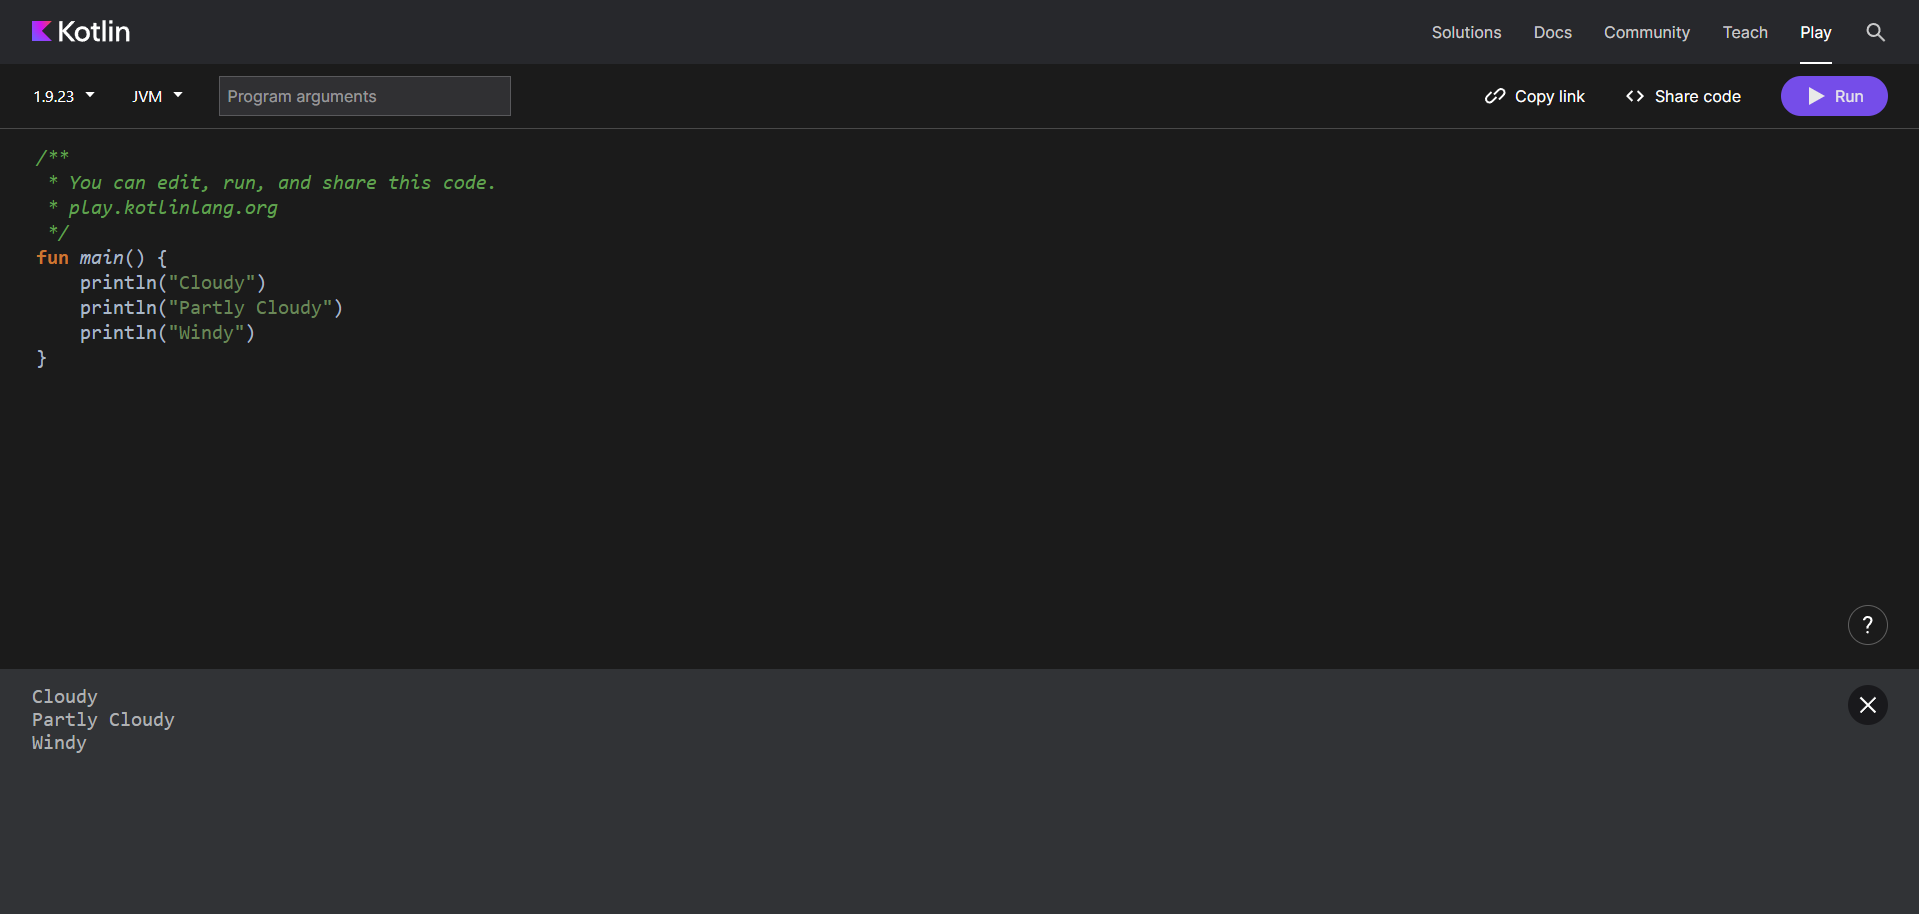 Kotlin
Solutions Docs Community Teach Play
1.9.23 JVM Program arguments Copy link Share code Run
/**
 * You can edit, run, and share this code.
 * play.kotlinlang.org
 */
fun main() {
    println("Cloudy")
    println("Partly Cloudy")
    println("Windy")
}
?
Cloudy
Partly Cloudy
Windy